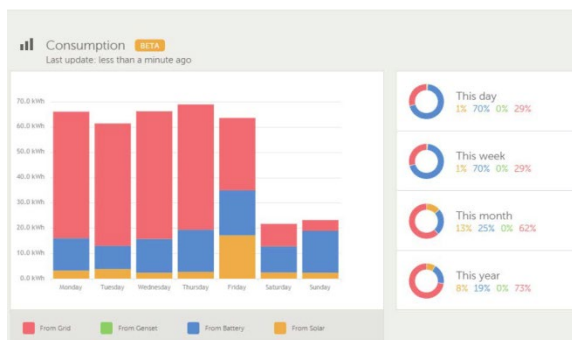 Consumption BETA
Last update: less than a minute ago
70.0 kWh
60.0 kWh
50.0 kWh
40.0 kWh
30.0 kWh
20.0 kWh
10.0 kWh
0.0 kWh
Monday Tuesday Wednesday Thursday Friday Saturday Sunday
From Grid From Genset From Battery From Solar
This day
1% 70% 0% 29%
This week
1% 70% 0% 29%
This month
13% 25% 0% 62%
This year
8% 19% 0% 73%